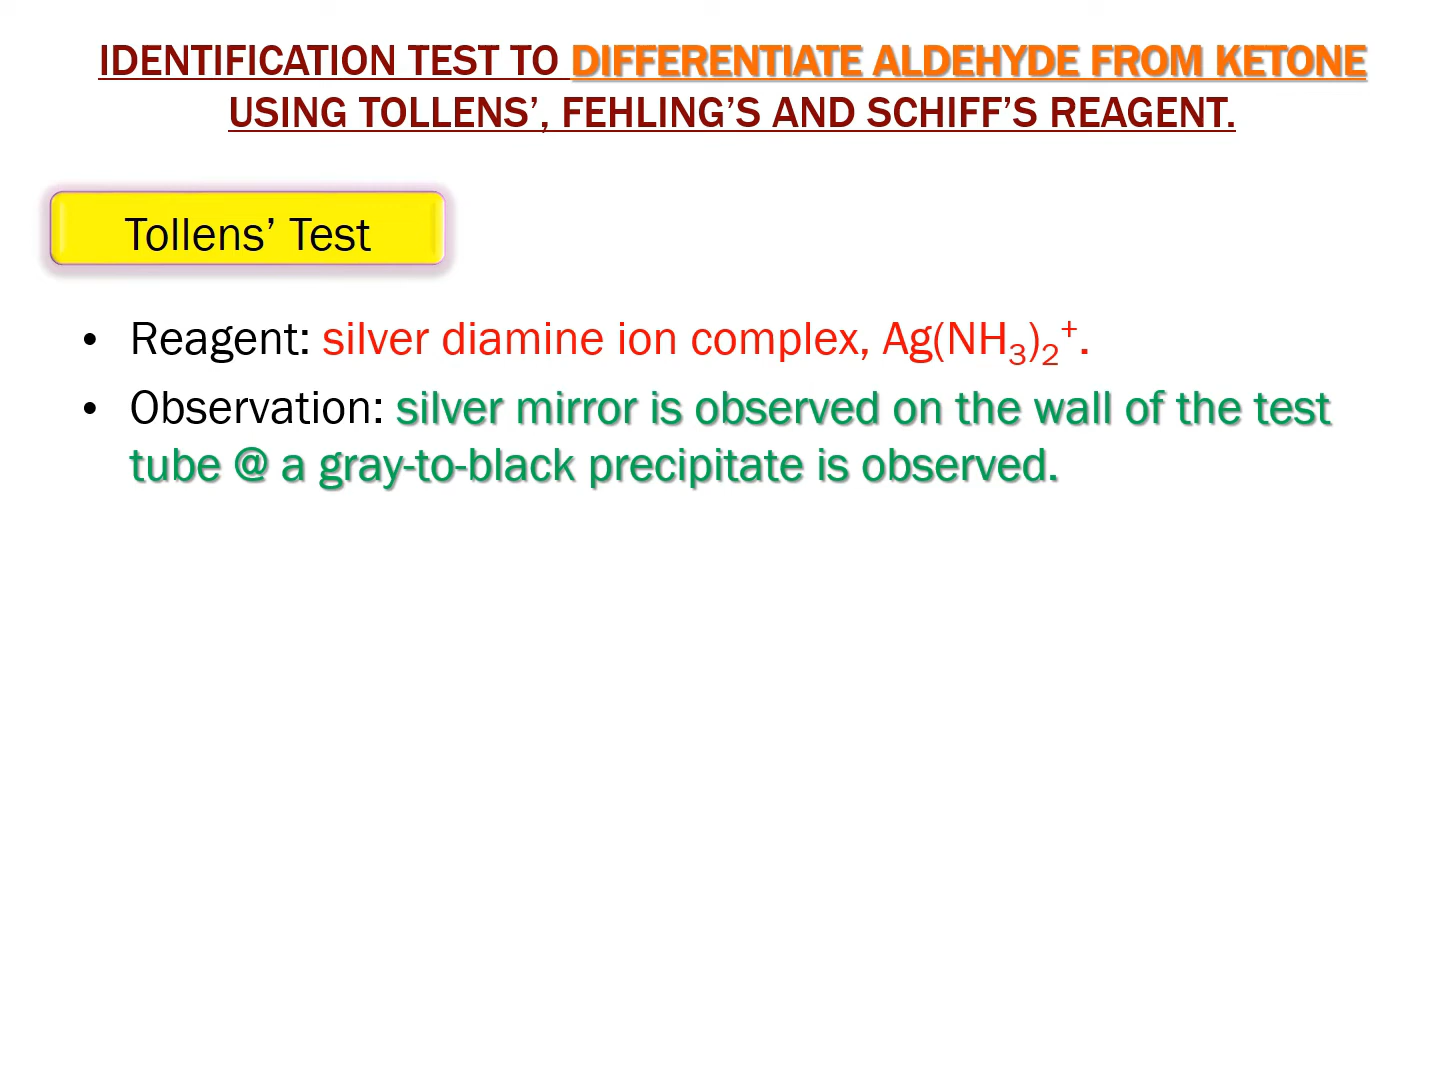 IDENTIFICATION TEST TO DIFFERENTIATE ALDEHYDE FROM KETONE
USING TOLLENS’, FEHLING’S AND SCHIFF’S REAGENT.
Tollens’ Test
• Reagent: silver diamine ion complex, Ag(NH₃)₂⁺.
• Observation: silver mirror is observed on the wall of the test
tube @ a gray-to-black precipitate is observed.